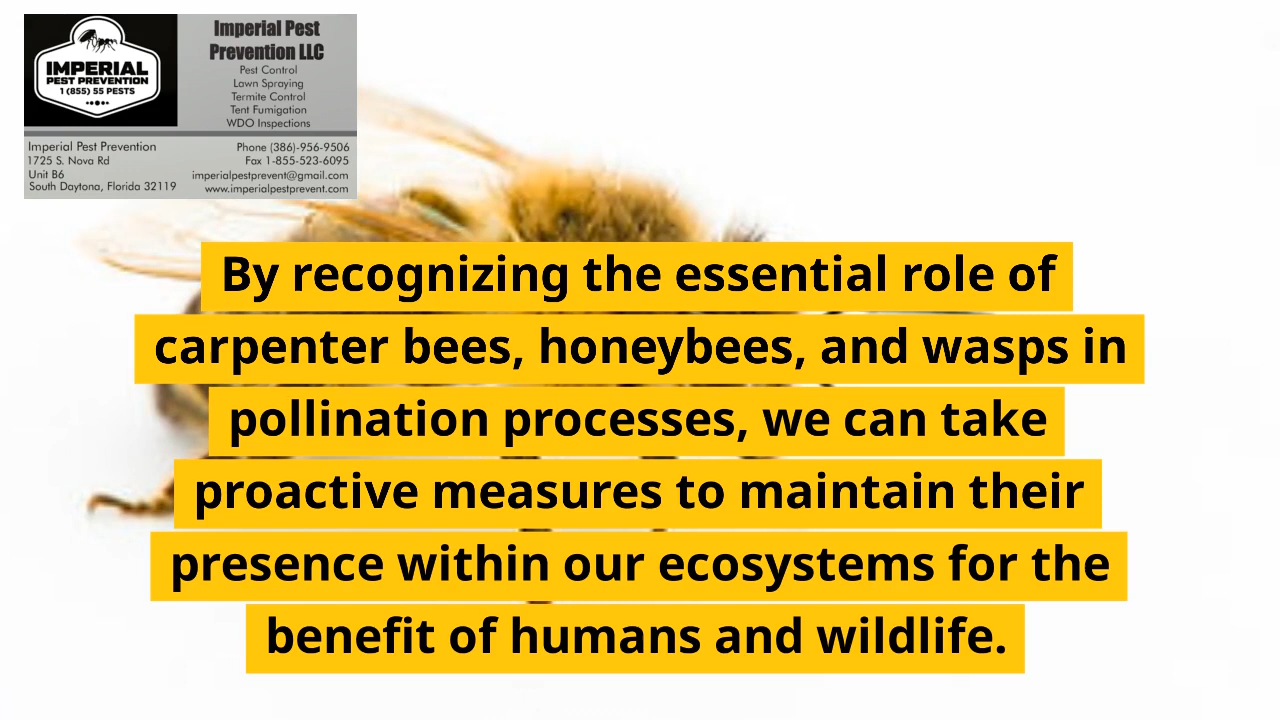 IMPERIAL
PEST PREVENTION
1 (855) 55 PESTS
Imperial Pest
Prevention LLC
Pest Control
Lawn Spraying
Termite Control
Tent Fumigation
WDO Inspections
Imperial Pest Prevention
1725 S. Nova Rd
Unit B6
South Daytona, Florida 32119
Phone (386)-956-9506
Fax 1-855-523-6095
imperialpestprevent@gmail.com
www.imperialpestprevent.com
By recognizing the essential role of
carpenter bees, honeybees, and wasps in
pollination processes, we can take
proactive measures to maintain their
presence within our ecosystems for the
benefit of humans and wildlife.